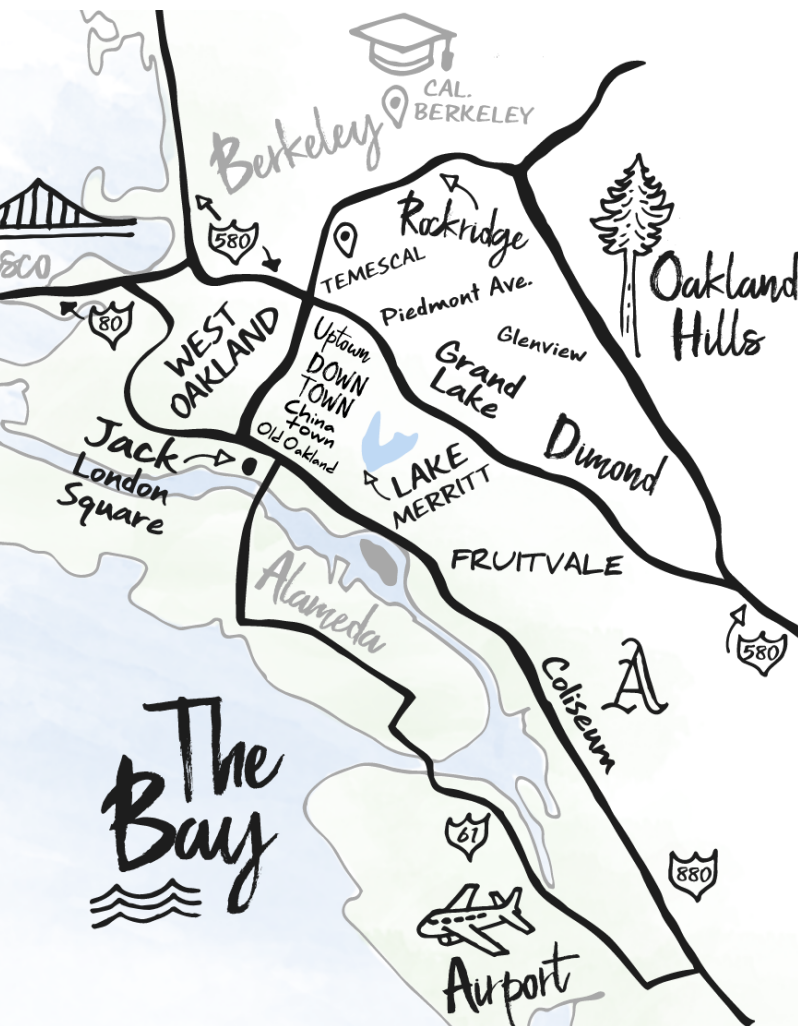 CAL.
BERKELEY
Berkeley
Rockridge
580
TEMESCAL
Oakland
Hills
sco
Piedmont Ave.
80
WEST
OAKLAND
Uptown
DOWN
TOWN
China
town
Old Oakland
Glenview
Grand
Lake
Jack
London
Square
LAKE
MERRITT
Dimond
FRUITVALE
Alameda
580
A
Coliseum
The
Bay
61
880
Airport